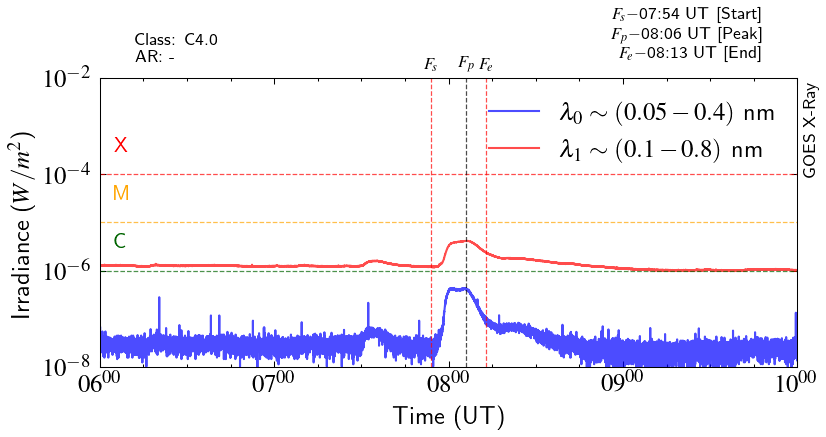 Fₛ−07:54 UT [Start]
Class: C4.0
Fₚ−08:06 UT [Peak]
AR: -
Fₑ−08:13 UT [End]
Fₛ Fₚ Fₑ
10⁻²
λ₀ ∼ (0.05 − 0.4) nm
X
λ₁ ∼ (0.1 − 0.8) nm
GOES X-Ray
10⁻⁴
M
Irradiance (W/m²)
C
10⁻⁶
10⁻⁸
06⁰⁰ 07⁰⁰ 08⁰⁰ 09⁰⁰ 10⁰⁰
Time (UT)